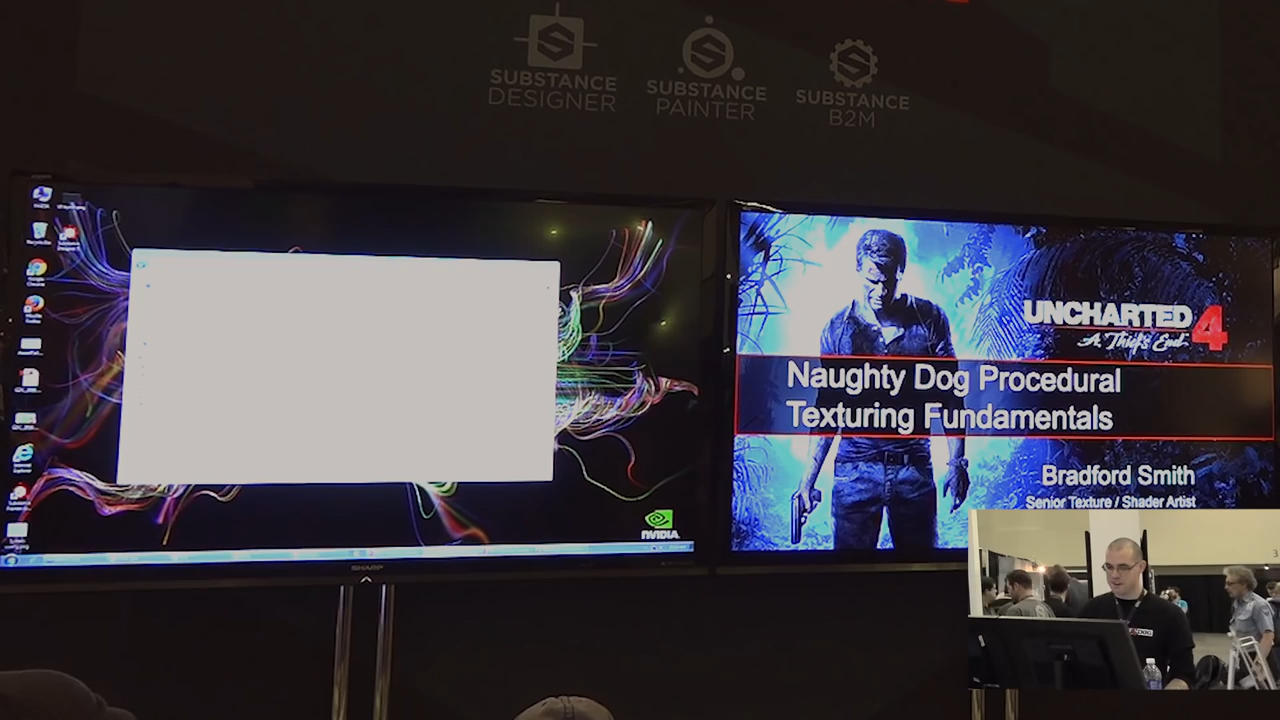 SUBSTANCE
DESIGNER
SUBSTANCE
PAINTER
SUBSTANCE
B2M
UNCHARTED 4
A Thief's End
Naughty Dog Procedural
Texturing Fundamentals
Bradford Smith
Senior Texture / Shader Artist
NVIDIA.
SHARP